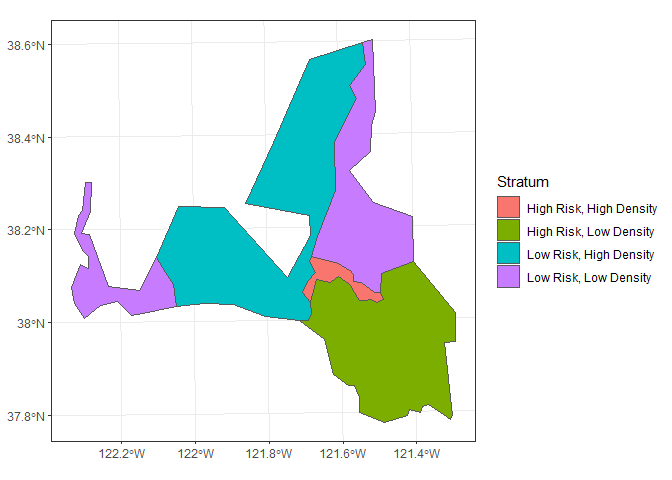 38.6°N
38.4°N
38.2°N
38°N
37.8°N
122.2°W
122°W
121.8°W
121.6°W
121.4°W
Stratum
High Risk, High Density
High Risk, Low Density
Low Risk, High Density
Low Risk, Low Density